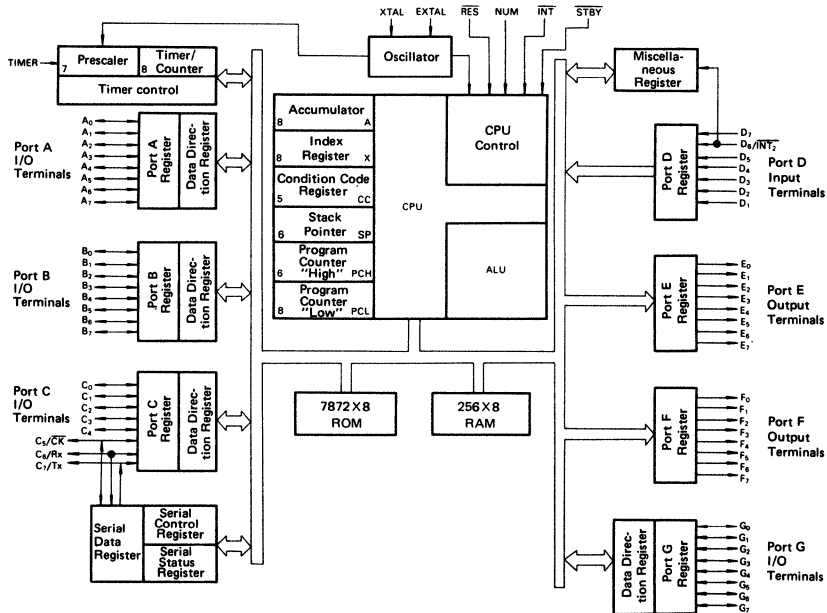 XTAL EXTAL R̅E̅S̅ NUM I̅N̅T̅ S̅T̅B̅Y̅
Oscillator
TIMER
Prescaler
7
Timer/
Counter
8
Timer control
Port A
I/O
Terminals
A₀
A₁
A₂
A₃
A₄
A₅
A₆
A₇
Port A
Register
Data Direc-
tion Register
Port B
I/O
Terminals
B₀
B₁
B₂
B₃
B₄
B₅
B₆
B₇
Port B
Register
Data Direc-
tion Register
Port C
I/O
Terminals
C₀
C₁
C₂
C₃
C₄
C₅/C̅K̅
C₆/Rx
C₇/Tx
Port C
Register
Data Direc-
tion Register
Serial
Data
Register
Serial
Control
Register
Serial
Status
Register
Accumulator
8 A
Index
Register
8 X
Condition Code
Register
5 CC
Stack
Pointer
6 SP
Program
Counter
"High"
6 PCH
Program
Counter
"Low"
8 PCL
CPU
CPU
Control
ALU
7872 X 8
ROM
256 X 8
RAM
Miscella-
neous
Register
Port D
Register
D₇
D₆/I̅N̅T̅₂
D₅
D₄
D₃
D₂
D₁
Port D
Input
Terminals
Port E
Register
E₀
E₁
E₂
E₃
E₄
E₅
E₆
E₇
Port E
Output
Terminals
Port F
Register
F₀
F₁
F₂
F₃
F₄
F₅
F₆
F₇
Port F
Output
Terminals
Data Direc-
tion Register
Port G
Register
G₀
G₁
G₂
G₃
G₄
G₅
G₆
G₇
Port G
I/O
Terminals